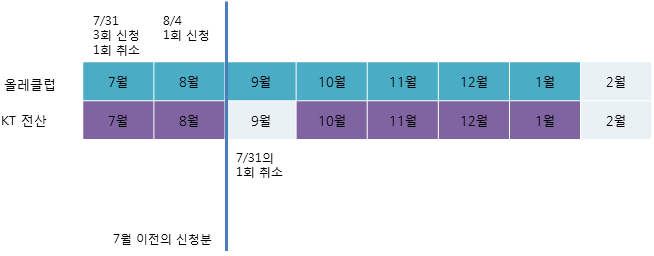 7/31
3회 신청
1회 취소
8/4
1회 신청
올레클럽 7월 8월 9월 10월 11월 12월 1월 2월
KT 전산 7월 8월 9월 10월 11월 12월 1월 2월
7/31의
1회 취소
7월 이전의 신청분